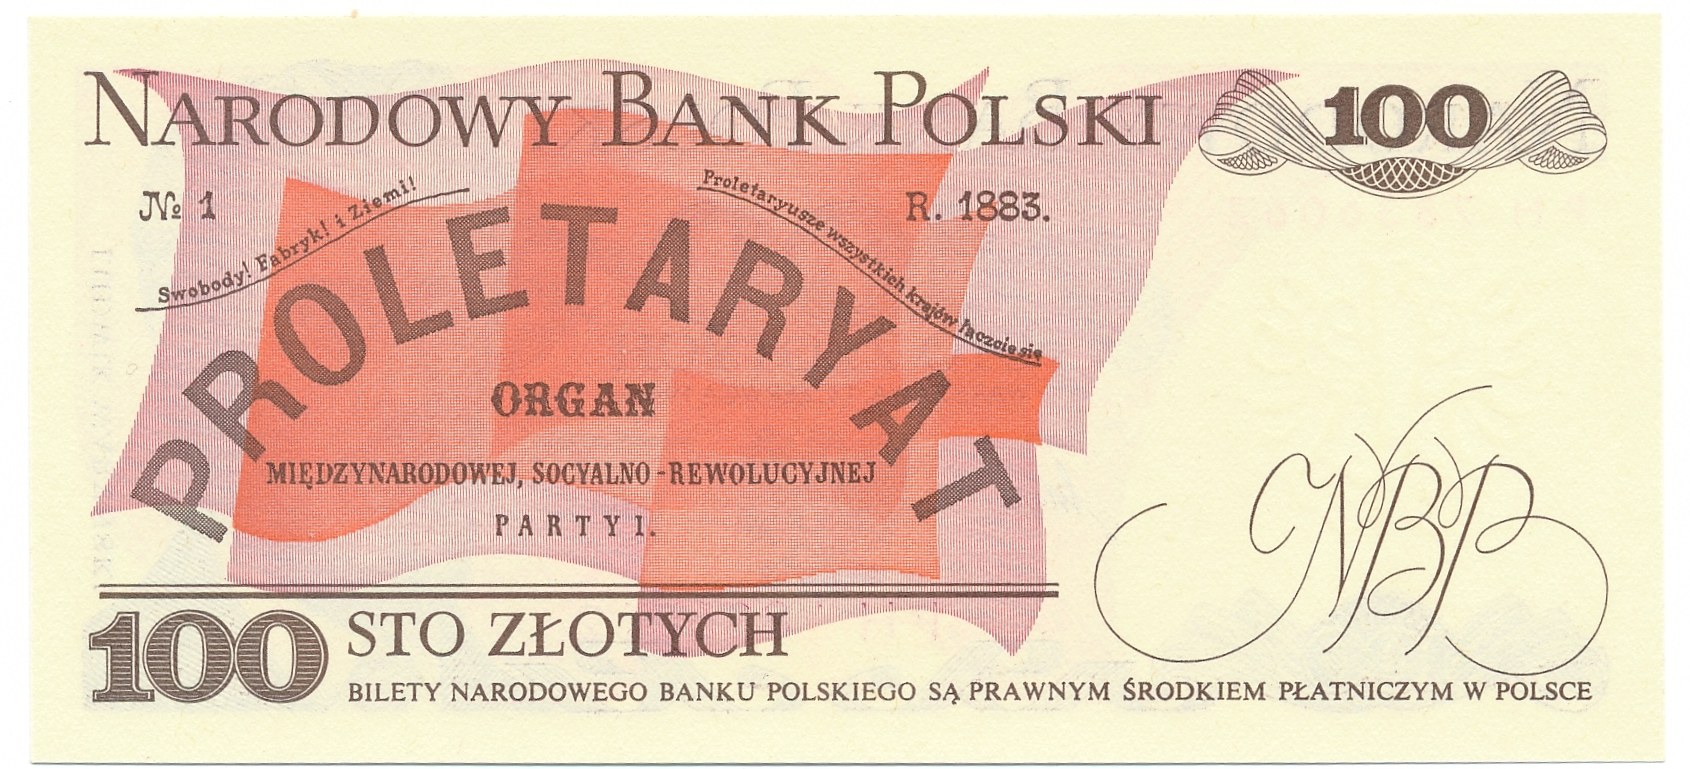 NARODOWY BANK POLSKI
100
№ 1
Swobody! Fabryk! i Ziemi!
Proletaryusze wszystkich krajów łączcie się
R. 1883.
PROLETARYAT
ORGAN
MIĘDZYNARODOWEJ, SOCYALNO-REWOLUCYJNEJ
PARTYI.
NBP
100 STO ZŁOTYCH
BILETY NARODOWEGO BANKU POLSKIEGO SĄ PRAWNYM ŚRODKIEM PŁATNICZYM W POLSCE